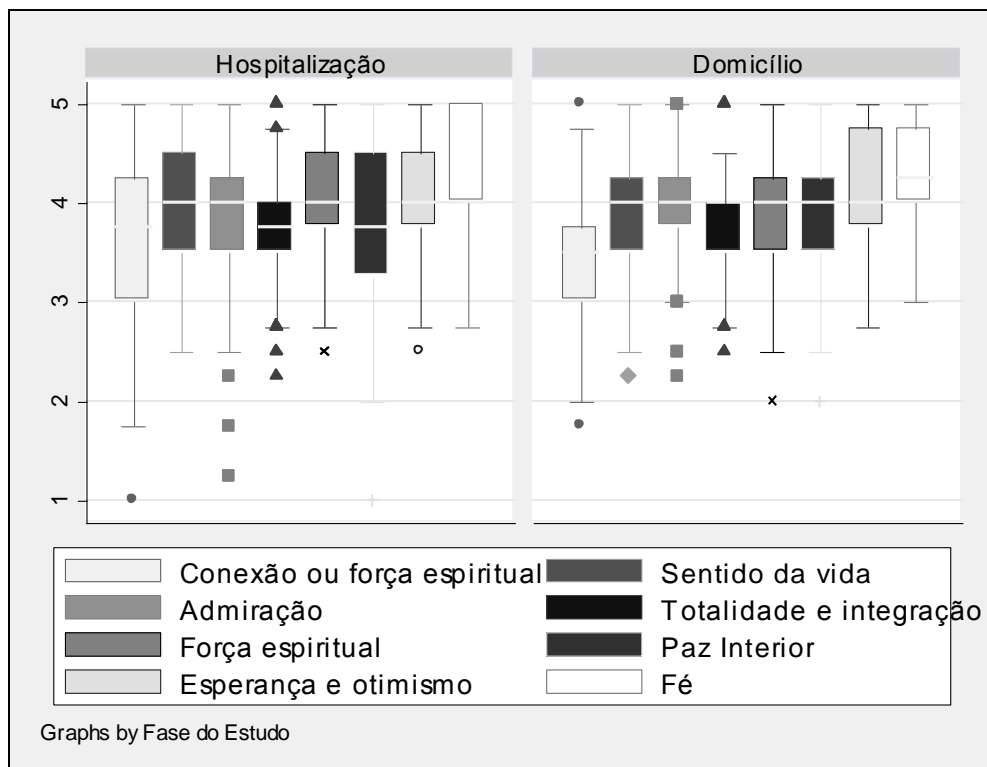 Hospitalização
Domicílio
5
4
3
2
1
Conexão ou força espiritual
Sentido da vida
Admiração
Totalidade e integração
Força espiritual
Paz Interior
Esperança e otimismo
Fé
Graphs by Fase do Estudo